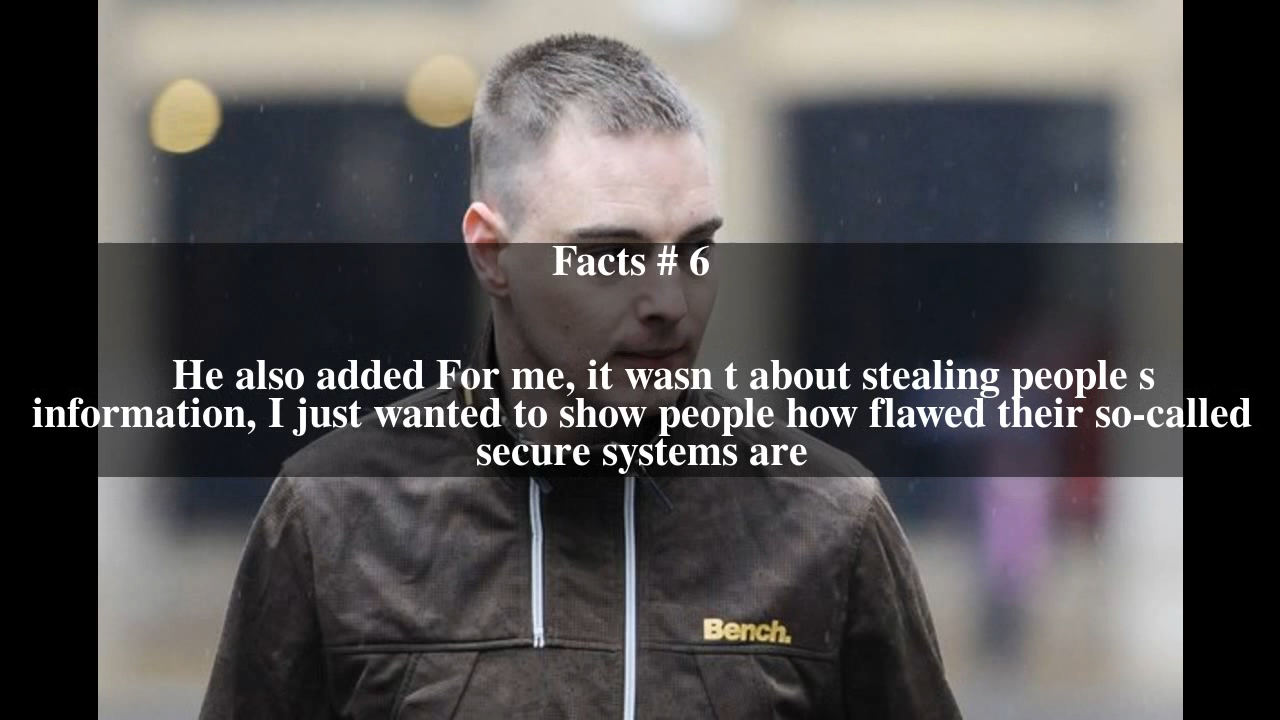 Facts # 6
He also added For me, it wasn t about stealing people s
information, I just wanted to show people how flawed their so-called
secure systems are
Bench.